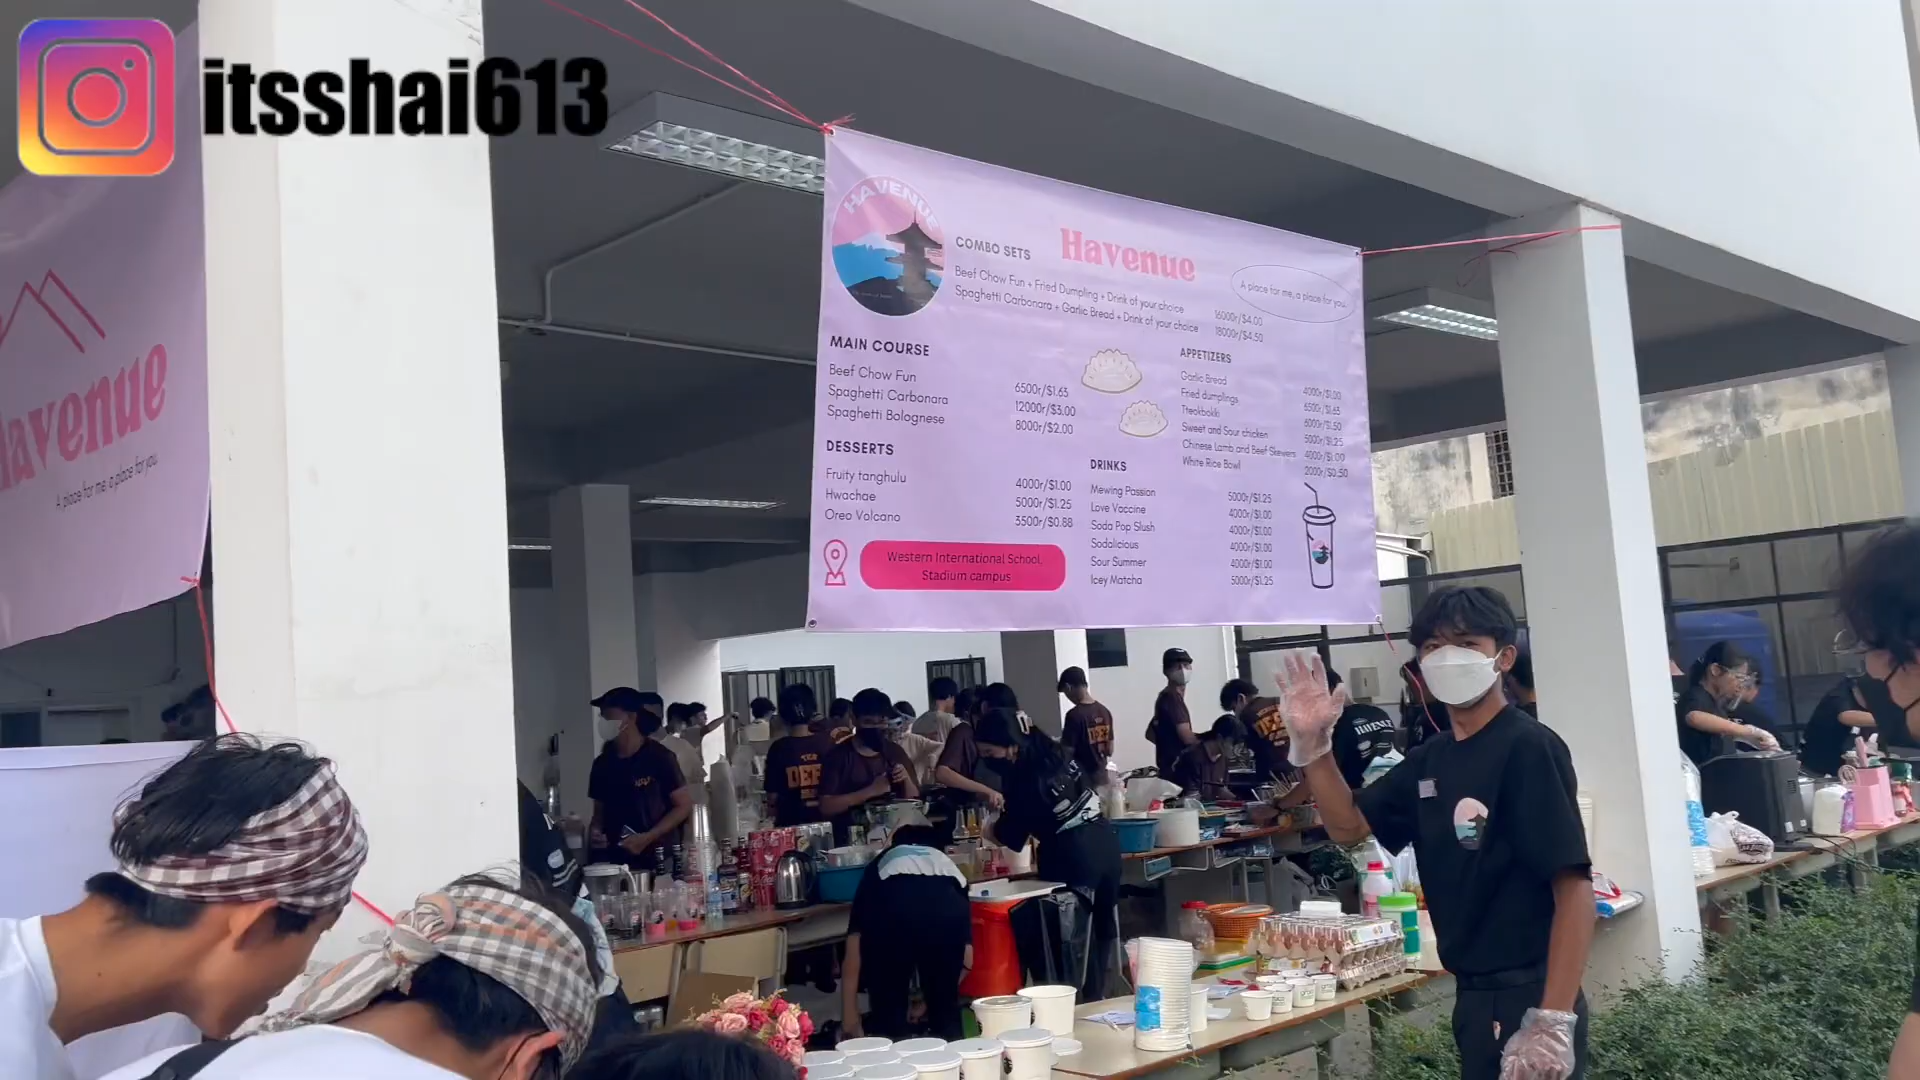 itsshai613
Havenue
A place for me, a place for you.
HAVENUE
Havenue
A place for me, a place for you.
COMBO SETS
Beef Chow Fun + Fried Dumpling + Drink of your choice 16000r/$4.00
Spaghetti Carbonara + Garlic Bread + Drink of your choice 18000r/$4.50
MAIN COURSE
Beef Chow Fun 6500r/$1.63
Spaghetti Carbonara 12000r/$3.00
Spaghetti Bolognese 8000r/$2.00
DESSERTS
Fruity tanghulu 4000r/$1.00
Hwachae 5000r/$1.25
Oreo Volcano 3500r/$0.88
Western International School,
Stadium campus
APPETIZERS
Garlic Bread 4000r/$1.00
Fried dumplings 6500r/$1.63
Tteokbokki 6000r/$1.50
Sweet and Sour chicken 5000r/$1.25
Chinese Lamb and Beef Skewers 4000r/$1.00
White Rice Bowl 2000r/$0.50
DRINKS
Mewing Passion 5000r/$1.25
Love Vaccine 4000r/$1.00
Soda Pop Slush 4000r/$1.00
Sodalicious 4000r/$1.00
Sour Summer 4000r/$1.00
Icey Matcha 5000r/$1.25
HAVENUE